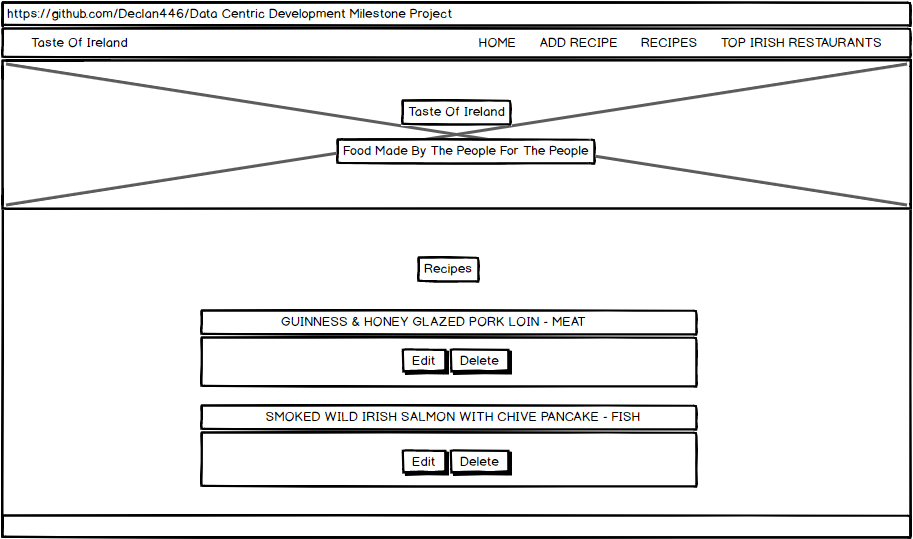 https://github.com/Declan446/Data Centric Development Milestone Project
Taste Of Ireland HOME ADD RECIPE RECIPES TOP IRISH RESTAURANTS
Taste Of Ireland
Food Made By The People For The People
Recipes
GUINNESS & HONEY GLAZED PORK LOIN - MEAT
Edit Delete
SMOKED WILD IRISH SALMON WITH CHIVE PANCAKE - FISH
Edit Delete